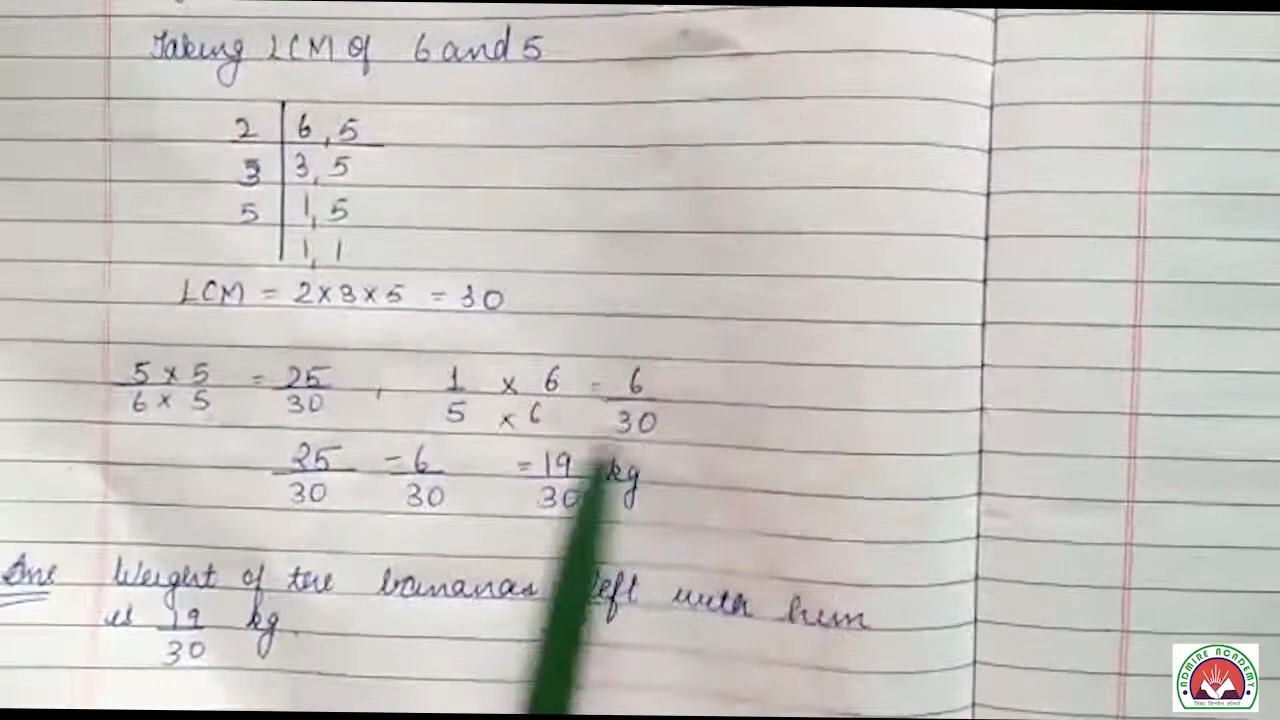 Taking LCM of 6 and 5
2 | 6, 5
3 | 3, 5
5 | 1, 5
1, 1
LCM = 2 x 3 x 5 = 30
5 x 5 = 25 , 1 x 6 = 6
6 x 5 30 5 x 6 30
25 - 6 = 19 kg
30 30 30
Ans Weight of the bananas left with him
is 19 kg.
30
ADMIRE ACADEMY